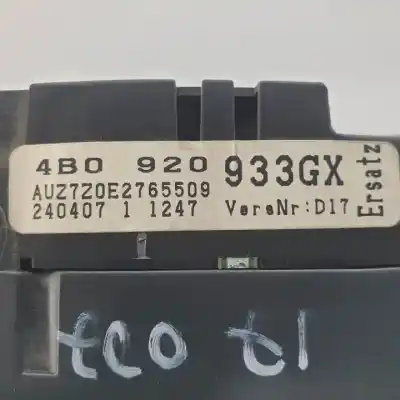 4B0 920 933GX
AUZ7Z0E2765509
240407 1 1247 VersNr:D17
Ersatz